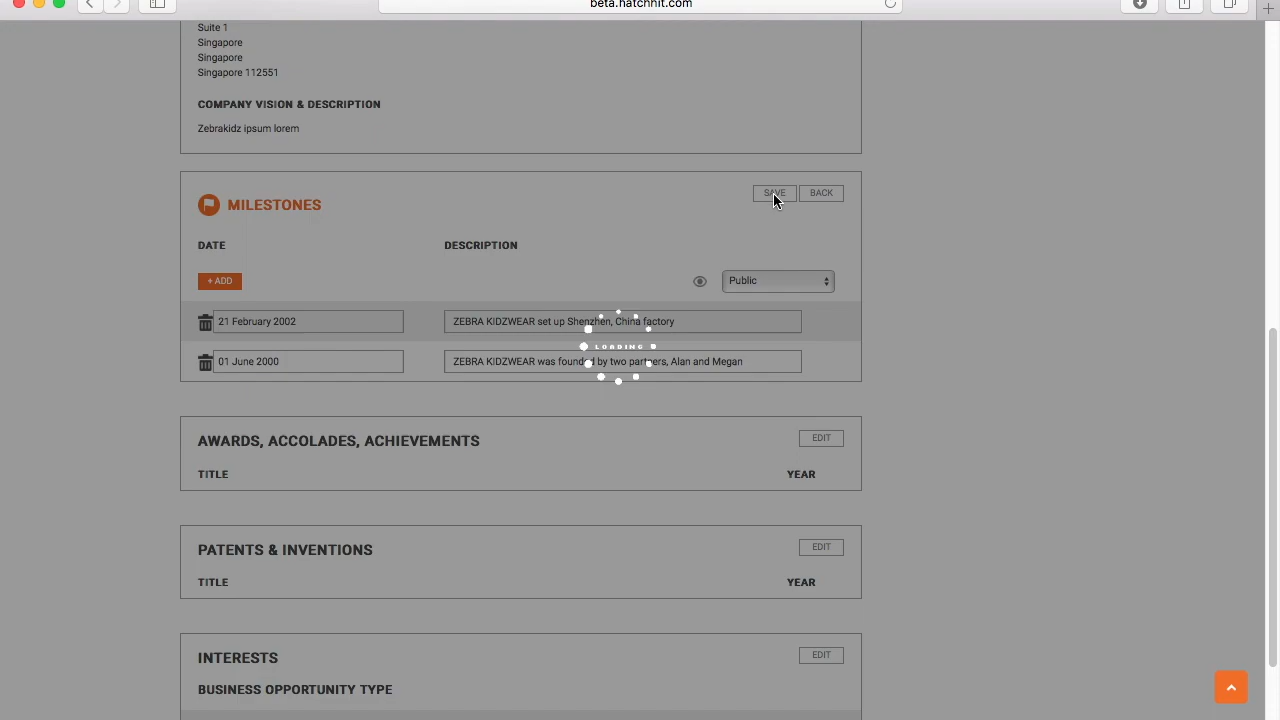 beta.hatchhit.com
Suite 1
Singapore
Singapore
Singapore 112551
COMPANY VISION & DESCRIPTION
Zebrakidz ipsum lorem
MILESTONES
SAVE BACK
DATE DESCRIPTION
+ ADD Public
21 February 2002 ZEBRA KIDZWEAR set up Shenzhen, China factory
LOADING
01 June 2000 ZEBRA KIDZWEAR was founded by two partners, Alan and Megan
AWARDS, ACCOLADES, ACHIEVEMENTS EDIT
TITLE YEAR
PATENTS & INVENTIONS EDIT
TITLE YEAR
INTERESTS EDIT
BUSINESS OPPORTUNITY TYPE